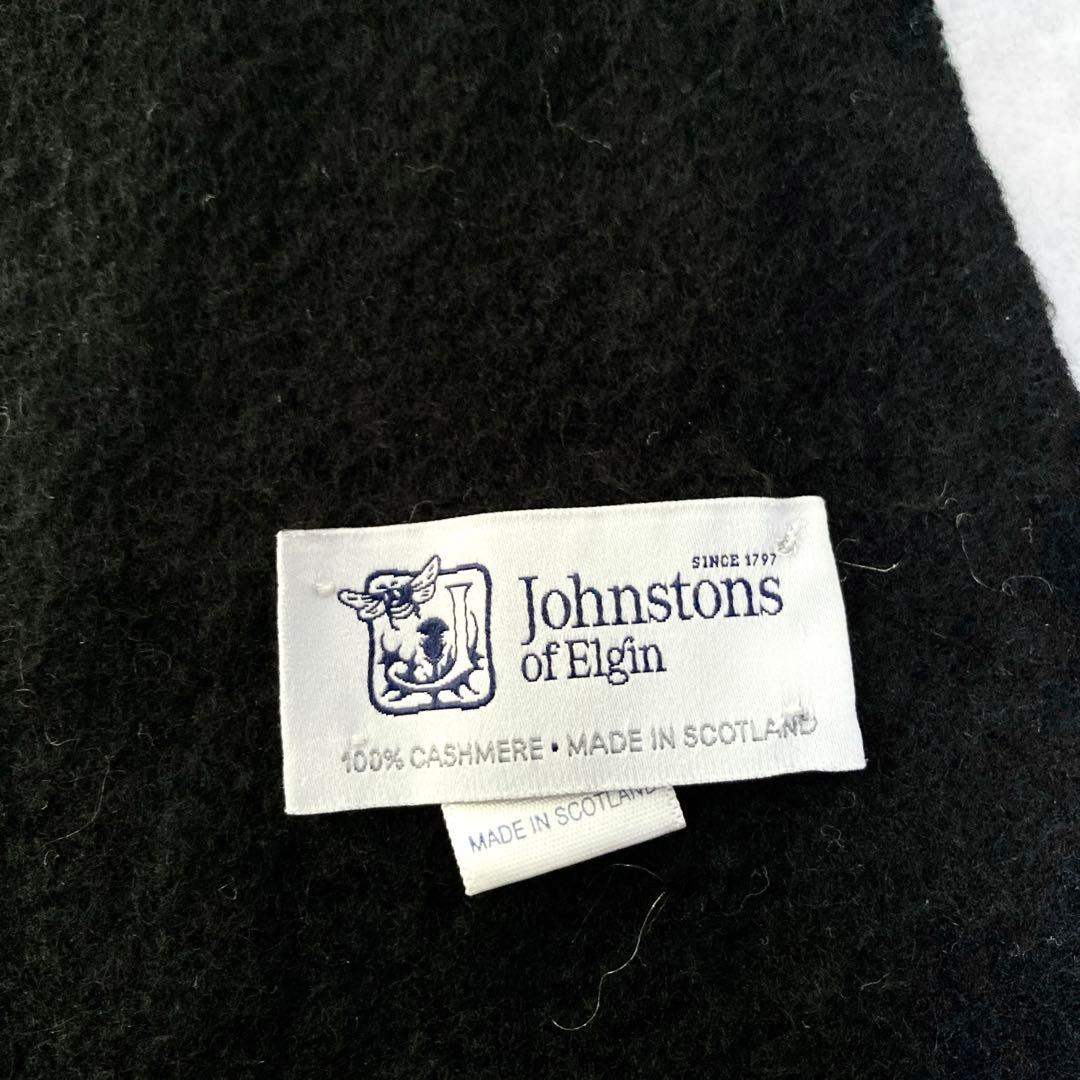 SINCE 1797
Johnstons
of Elgin
100% CASHMERE • MADE IN SCOTLAND
MADE IN SCOTLAND